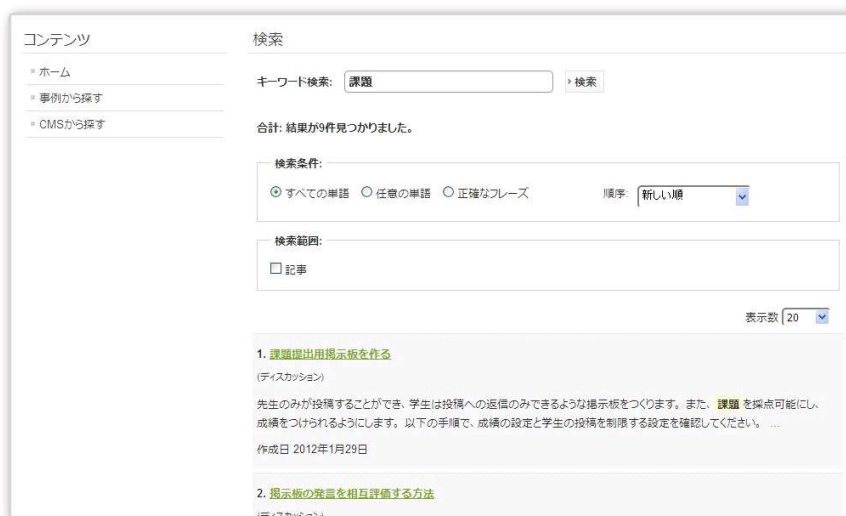 コンテンツ
ホーム
事例から探す
CMSから探す
検索
キーワード検索: 課題 検索
合計: 結果が9件見つかりました。
検索条件:
すべての単語 任意の単語 正確なフレーズ 順序: 新しい順
検索範囲:
記事
表示数 20
1. 課題提出用掲示板を作る
(ディスカッション)
先生のみが投稿することができ、学生は投稿への返信のみできるような掲示板をつくります。また、 課題 を採点可能にし、
成績をつけられるようにします。以下の手順で、成績の設定と学生の投稿を制限する設定を確認してください。 ...
作成日 2012年1月29日
2. 掲示板の発言を相互評価する方法
(ディスカッション)